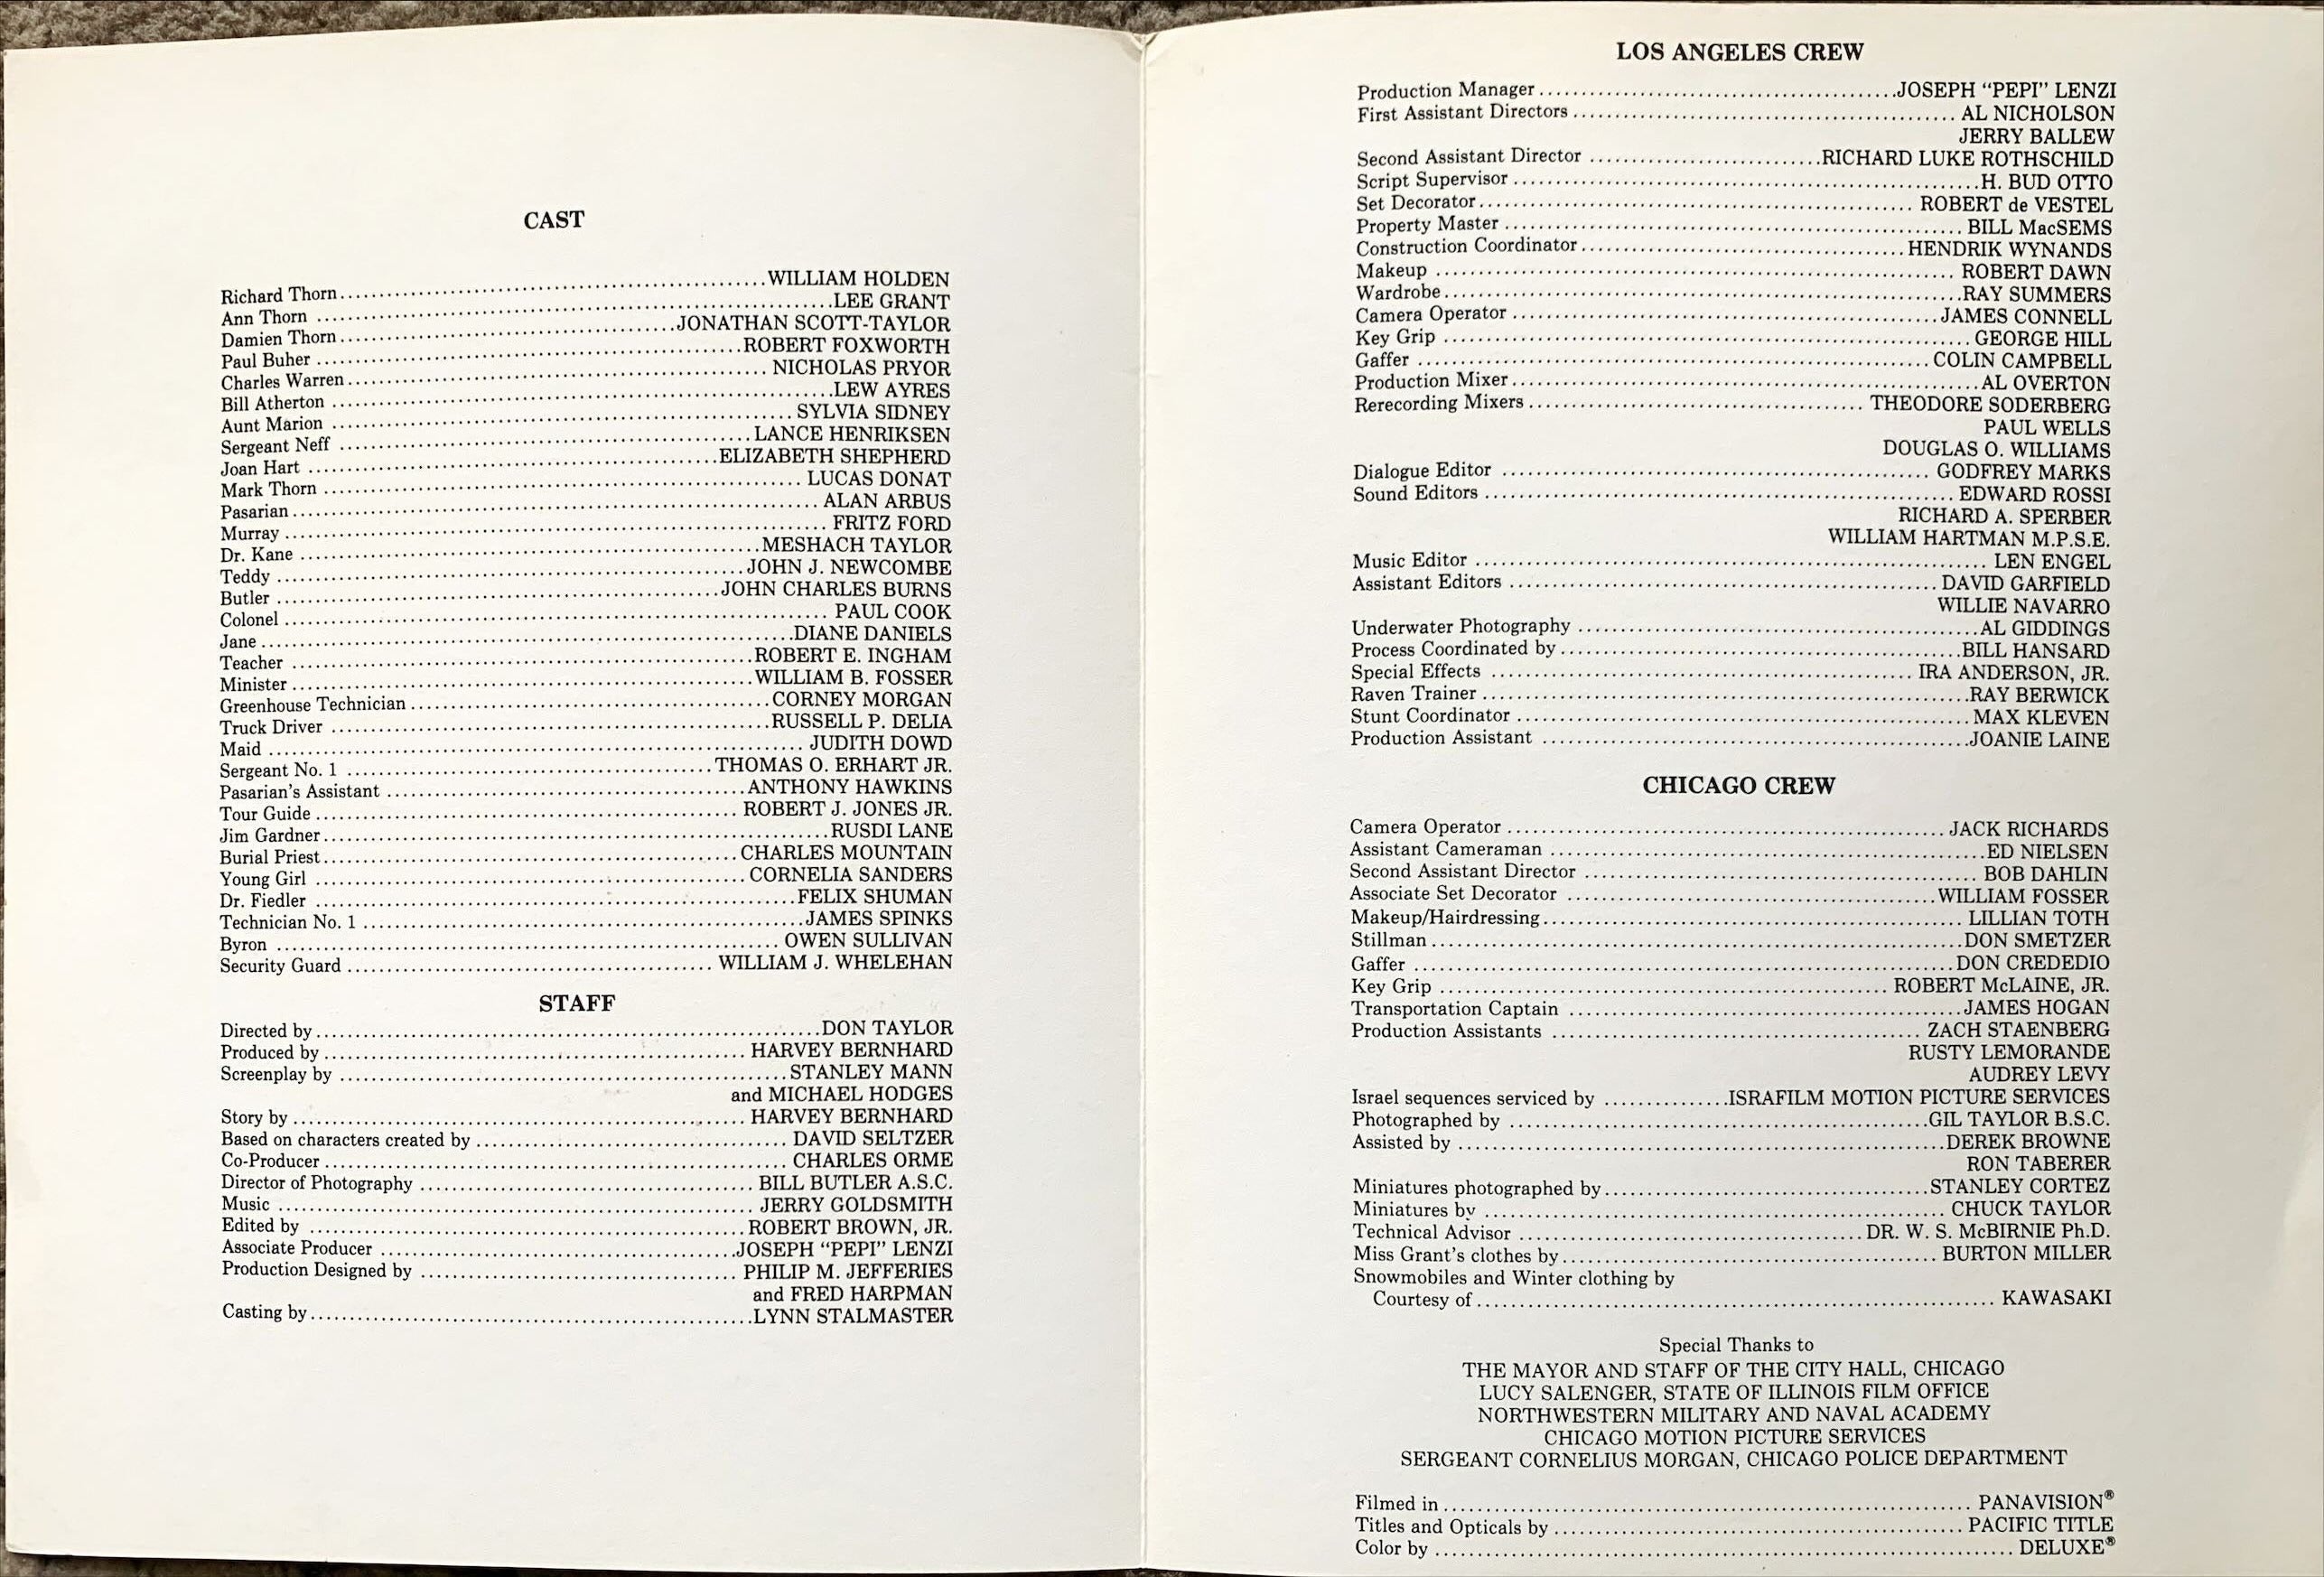 CAST
Richard Thorn........WILLIAM HOLDEN
Ann Thorn........LEE GRANT
Damien Thorn........JONATHAN SCOTT-TAYLOR
Paul Buher........ROBERT FOXWORTH
Charles Warren........NICHOLAS PRYOR
Bill Atherton........LEW AYRES
Aunt Marion........SYLVIA SIDNEY
Sergeant Neff........LANCE HENRIKSEN
Joan Hart........ELIZABETH SHEPHERD
Mark Thorn........LUCAS DONAT
Pasarian........ALAN ARBUS
Murray........FRITZ FORD
Dr. Kane........MESHACH TAYLOR
Teddy........JOHN J. NEWCOMBE
Butler........JOHN CHARLES BURNS
Colonel........PAUL COOK
Jane........DIANE DANIELS
Teacher........ROBERT E. INGHAM
Minister........WILLIAM B. FOSSER
Greenhouse Technician........CORNEY MORGAN
Truck Driver........RUSSELL P. DELIA
Maid........JUDITH DOWD
Sergeant No. 1........THOMAS O. ERHART JR.
Pasarian's Assistant........ANTHONY HAWKINS
Tour Guide........ROBERT J. JONES JR.
Jim Gardner........RUSDI LANE
Burial Priest........CHARLES MOUNTAIN
Young Girl........CORNELIA SANDERS
Dr. Fiedler........FELIX SHUMAN
Technician No. 1........JAMES SPINKS
Byron........OWEN SULLIVAN
Security Guard........WILLIAM J. WHELEHAN
STAFF
Directed by........DON TAYLOR
Produced by........HARVEY BERNHARD
Screenplay by........STANLEY MANN
and MICHAEL HODGES
Story by........HARVEY BERNHARD
Based on characters created by........DAVID SELTZER
Co-Producer........CHARLES ORME
Director of Photography........BILL BUTLER A.S.C.
Music........JERRY GOLDSMITH
Edited by........ROBERT BROWN, JR.
Associate Producer........JOSEPH “PEPI” LENZI
Production Designed by........PHILIP M. JEFFERIES
and FRED HARPMAN
Casting by........LYNN STALMASTER
LOS ANGELES CREW
Production Manager........JOSEPH “PEPI” LENZI
First Assistant Directors........AL NICHOLSON
JERRY BALLEW
Second Assistant Director........RICHARD LUKE ROTHSCHILD
Script Supervisor........H. BUD OTTO
Set Decorator........ROBERT de VESTEL
Property Master........BILL MacSEMS
Construction Coordinator........HENDRIK WYNANDS
Makeup........ROBERT DAWN
Wardrobe........RAY SUMMERS
Camera Operator........JAMES CONNELL
Key Grip........GEORGE HILL
Gaffer........COLIN CAMPBELL
Production Mixer........AL OVERTON
Rerecording Mixers........THEODORE SODERBERG
PAUL WELLS
DOUGLAS O. WILLIAMS
Dialogue Editor........GODFREY MARKS
Sound Editors........EDWARD ROSSI
RICHARD A. SPERBER
WILLIAM HARTMAN M.P.S.E.
Music Editor........LEN ENGEL
Assistant Editors........DAVID GARFIELD
WILLIE NAVARRO
Underwater Photography........AL GIDDINGS
Process Coordinated by........BILL HANSARD
Special Effects........IRA ANDERSON, JR.
Raven Trainer........RAY BERWICK
Stunt Coordinator........MAX KLEVEN
Production Assistant........JOANIE LAINE
CHICAGO CREW
Camera Operator........JACK RICHARDS
Assistant Cameraman........ED NIELSEN
Second Assistant Director........BOB DAHLIN
Associate Set Decorator........WILLIAM FOSSER
Makeup/Hairdressing........LILLIAN TOTH
Stillman........DON SMETZER
Gaffer........DON CREDEDIO
Key Grip........ROBERT McLAINE, JR.
Transportation Captain........JAMES HOGAN
Production Assistants........ZACH STAENBERG
RUSTY LEMORANDE
AUDREY LEVY
Israel sequences serviced by........ISRAFILM MOTION PICTURE SERVICES
Photographed by........GIL TAYLOR B.S.C.
Assisted by........DEREK BROWNE
RON TABERER
Miniatures photographed by........STANLEY CORTEZ
Miniatures by........CHUCK TAYLOR
Technical Advisor........DR. W. S. McBIRNIE Ph.D.
Miss Grant's clothes by........BURTON MILLER
Snowmobiles and Winter clothing by
Courtesy of........KAWASAKI
Special Thanks to
THE MAYOR AND STAFF OF THE CITY HALL, CHICAGO
LUCY SALENGER, STATE OF ILLINOIS FILM OFFICE
NORTHWESTERN MILITARY AND NAVAL ACADEMY
CHICAGO MOTION PICTURE SERVICES
SERGEANT CORNELIUS MORGAN, CHICAGO POLICE DEPARTMENT
Filmed in........PANAVISION®
Titles and Opticals by........PACIFIC TITLE
Color by........DELUXE®